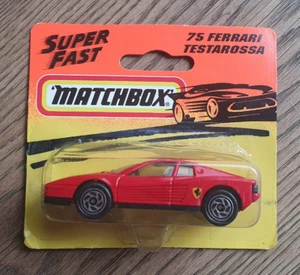 SUPER
FAST
75 FERRARI
TESTAROSSA
MATCHBOX